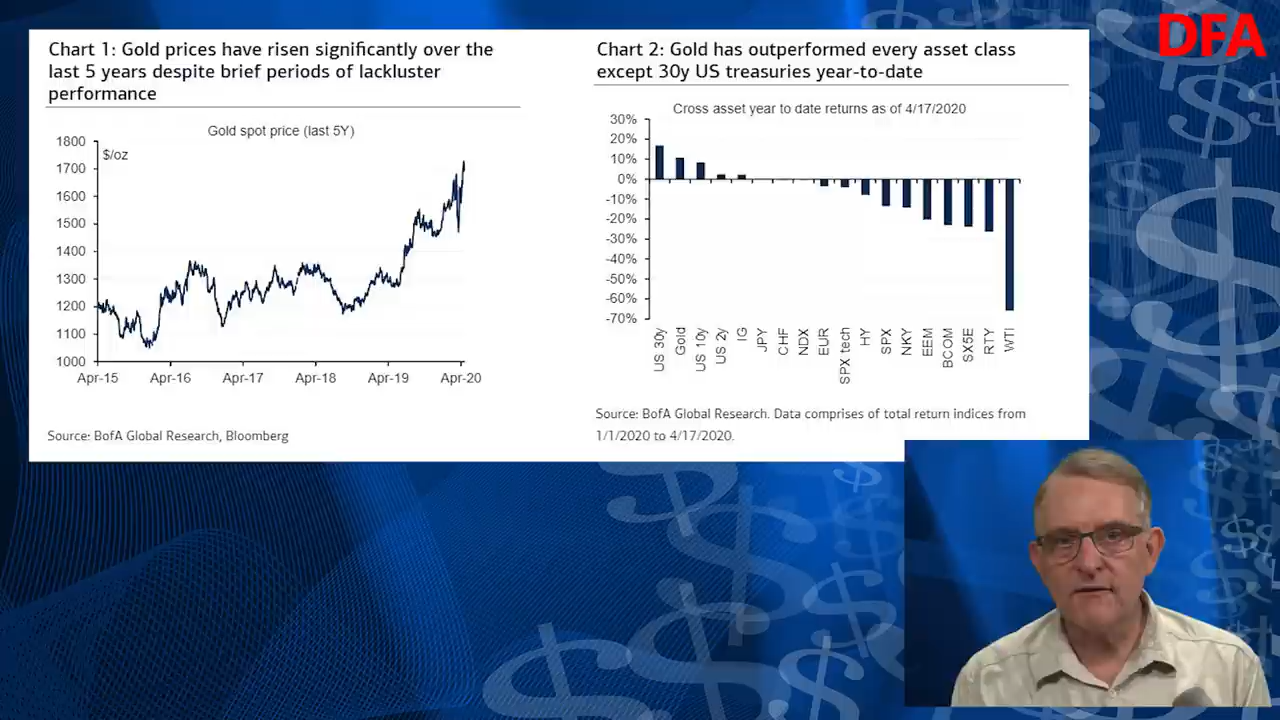 DFA
Chart 1: Gold prices have risen significantly over the
last 5 years despite brief periods of lackluster
performance
Gold spot price (last 5Y)
$/oz
1800
1700
1600
1500
1400
1300
1200
1100
1000
Apr-15 Apr-16 Apr-17 Apr-18 Apr-19 Apr-20
Source: BofA Global Research, Bloomberg
Chart 2: Gold has outperformed every asset class
except 30y US treasuries year-to-date
Cross asset year to date returns as of 4/17/2020
30%
20%
10%
0%
-10%
-20%
-30%
-40%
-50%
-60%
-70%
US 30y
Gold
US 10y
US 2y
IG
JPY
CHF
NDX
EUR
SPX tech
HY
SPX
NKY
EEM
BCOM
SX5E
RTY
WTI
Source: BofA Global Research. Data comprises of total return indices from
1/1/2020 to 4/17/2020.